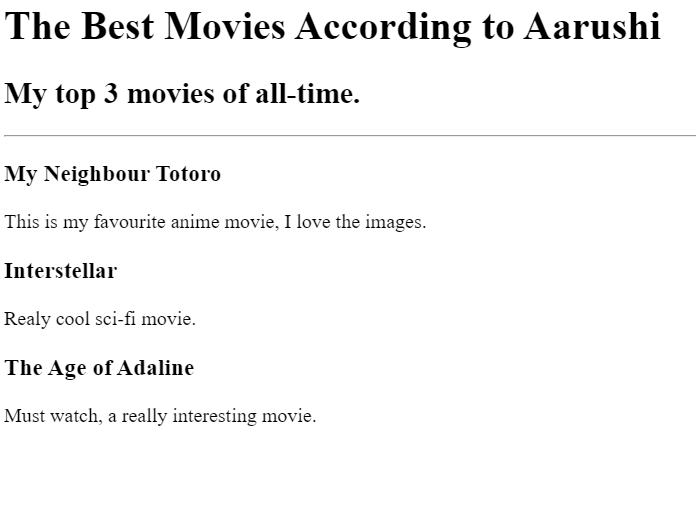 The Best Movies According to Aarushi
My top 3 movies of all-time.
My Neighbour Totoro
This is my favourite anime movie, I love the images.
Interstellar
Realy cool sci-fi movie.
The Age of Adaline
Must watch, a really interesting movie.